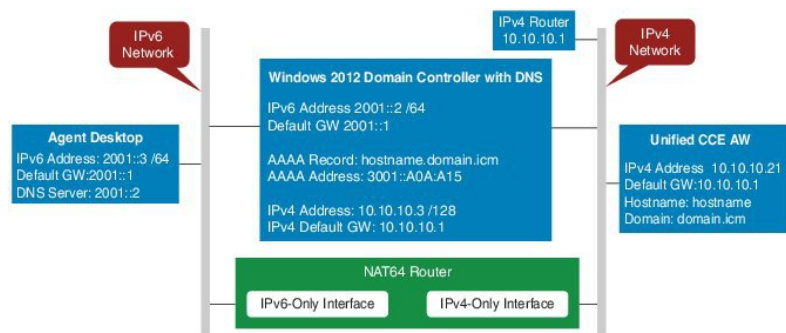 IPv6
Network
IPv4 Router
10.10.10.1
IPv4
Network
Windows 2012 Domain Controller with DNS
IPv6 Address 2001::2 /64
Default GW 2001::1
AAAA Record: hostname.domain.icm
AAAA Address: 3001::A0A:A15
IPv4 Address: 10.10.10.3 /128
IPv4 Default GW: 10.10.10.1
Agent Desktop
IPv6 Address: 2001::3 /64
Default GW:2001::1
DNS Server: 2001::2
Unified CCE AW
IPv4 Address 10.10.10.21
Default GW:10.10.10.1
Hostname: hostname
Domain: domain.icm
NAT64 Router
IPv6-Only Interface
IPv4-Only Interface